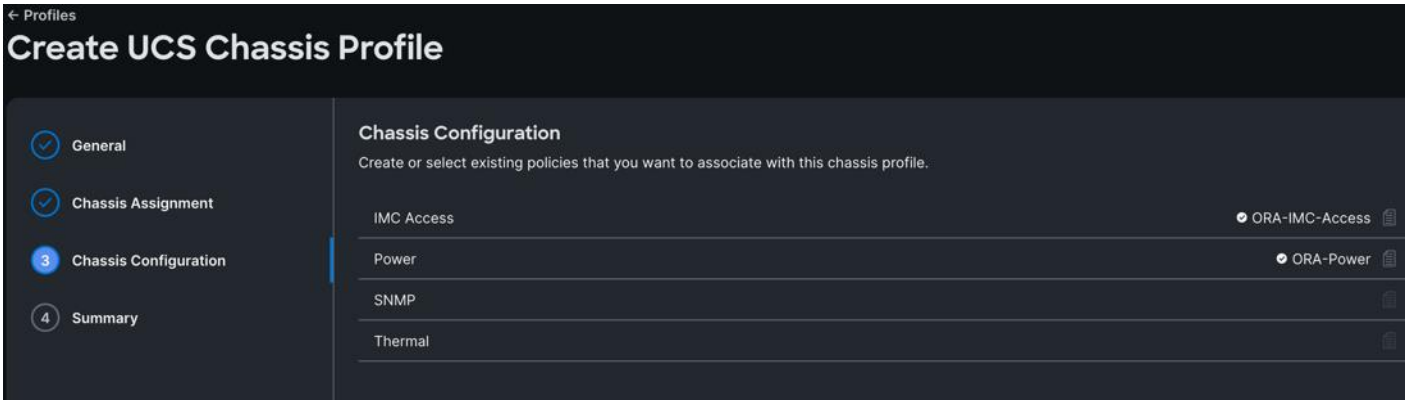 ← Profiles
Create UCS Chassis Profile
General
Chassis Assignment
3 Chassis Configuration
4 Summary
Chassis Configuration
Create or select existing policies that you want to associate with this chassis profile.
IMC Access ORA-IMC-Access
Power ORA-Power
SNMP
Thermal